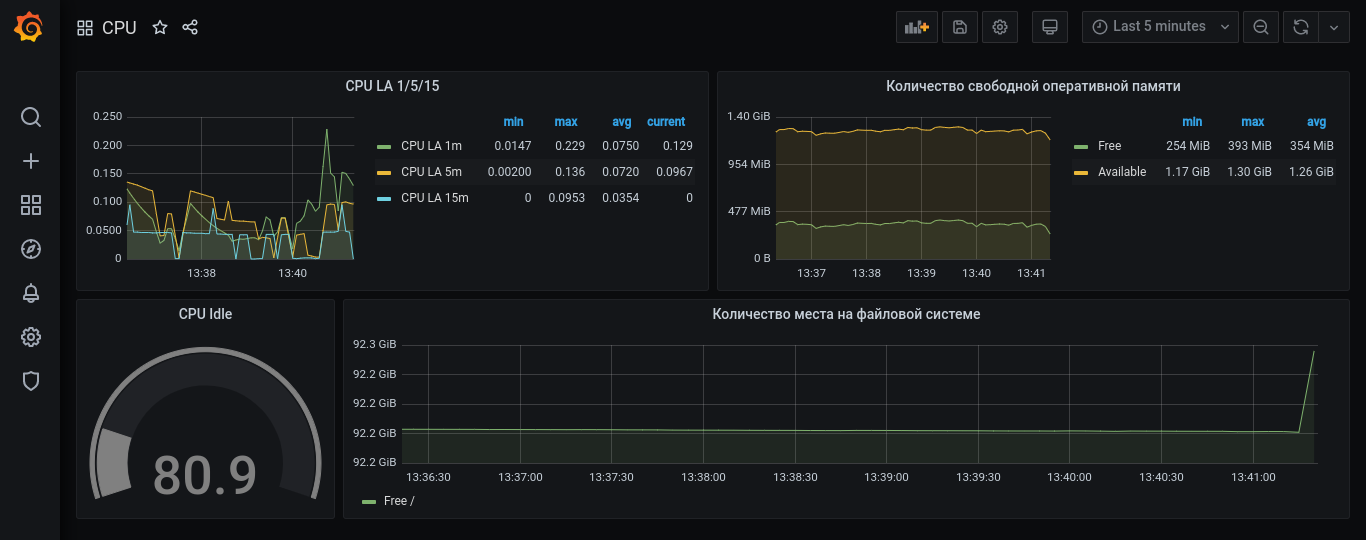 CPU
Last 5 minutes
CPU LA 1/5/15
0.250
0.200
0.150
0.100
0.0500
0
13:38 13:40
min max avg current
CPU LA 1m 0.0147 0.229 0.0750 0.129
CPU LA 5m 0.00200 0.136 0.0720 0.0967
CPU LA 15m 0 0.0953 0.0354 0
Количество свободной оперативной памяти
1.40 GiB
954 MiB
477 MiB
0 B
13:37 13:38 13:39 13:40 13:41
min max avg
Free 254 MiB 393 MiB 354 MiB
Available 1.17 GiB 1.30 GiB 1.26 GiB
CPU Idle
80.9
Количество места на файловой системе
92.3 GiB
92.2 GiB
92.2 GiB
92.2 GiB
92.2 GiB
13:36:30 13:37:00 13:37:30 13:38:00 13:38:30 13:39:00 13:39:30 13:40:00 13:40:30 13:41:00
Free /